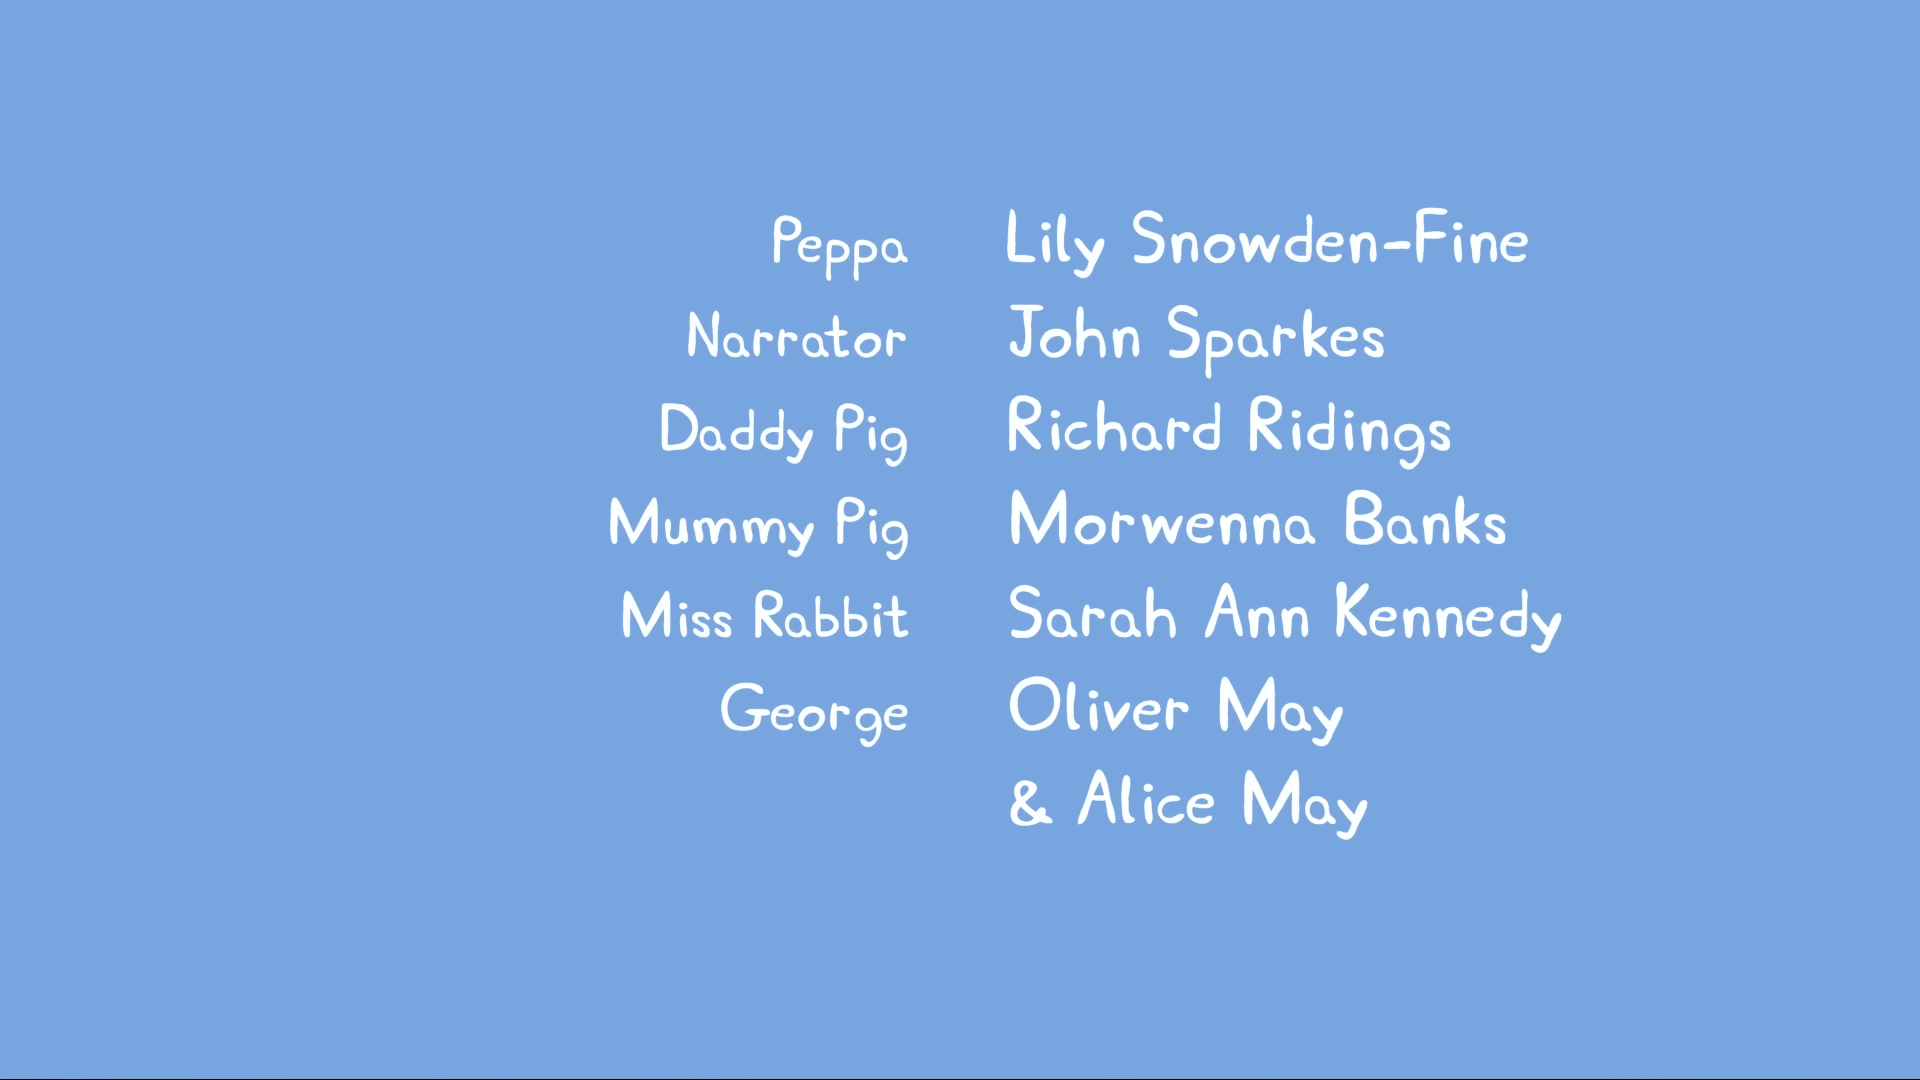 Peppa Lily Snowden-Fine
Narrator John Sparkes
Daddy Pig Richard Ridings
Mummy Pig Morwenna Banks
Miss Rabbit Sarah Ann Kennedy
George Oliver May
& Alice May